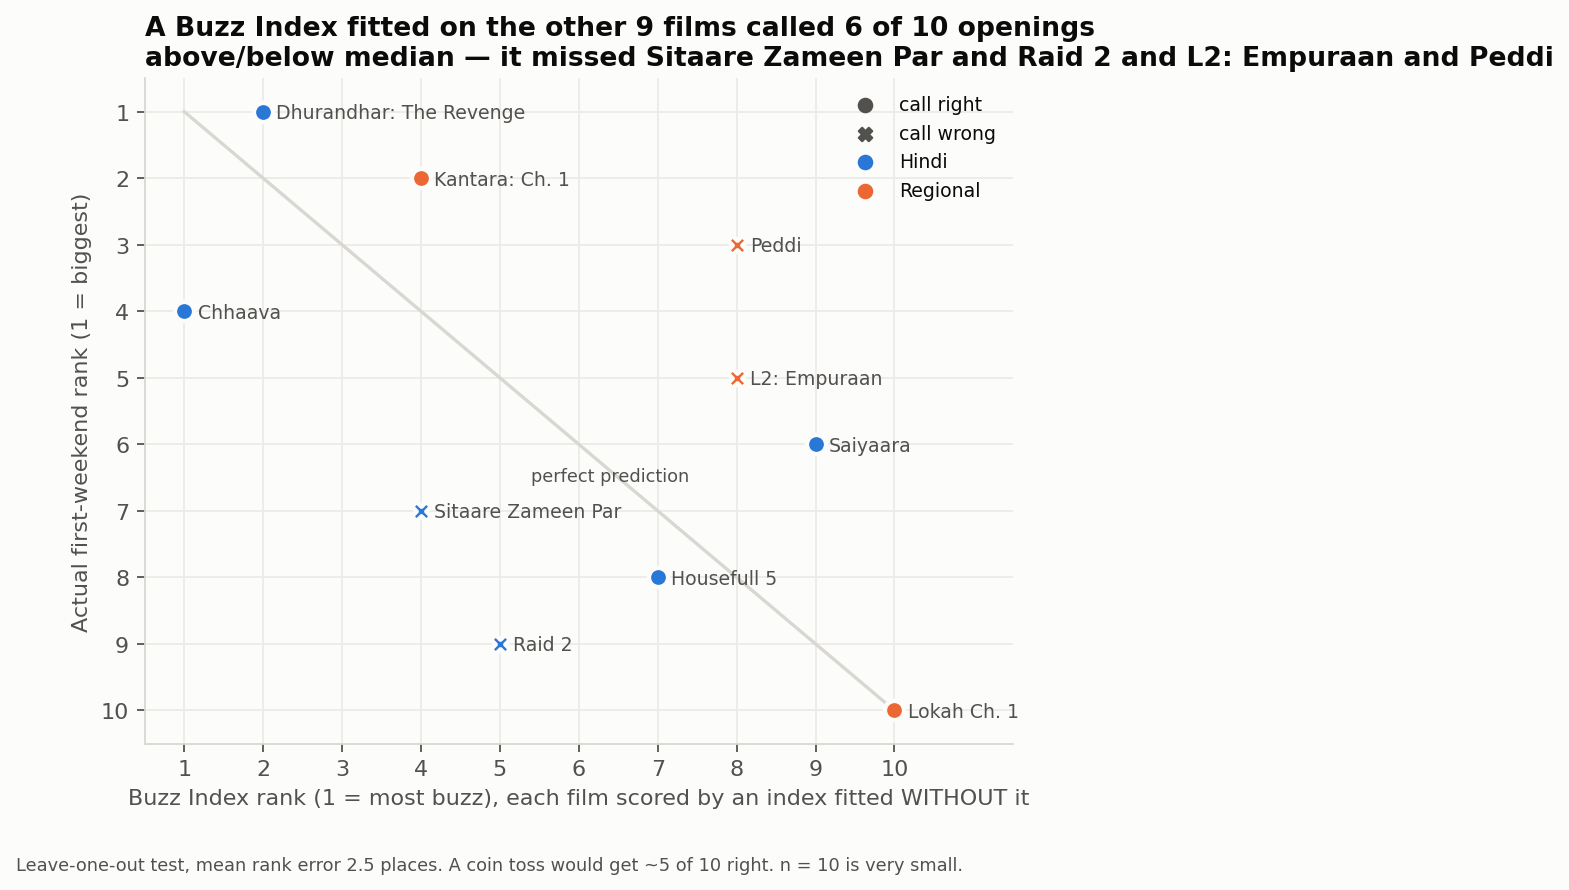 A Buzz Index fitted on the other 9 films called 6 of 10 openings
above/below median — it missed Sitaare Zameen Par and Raid 2 and L2: Empuraan and Peddi
call right
call wrong
Hindi
Regional
Actual first-weekend rank (1 = biggest)
1
2
3
4
5
6
7
8
9
10
Dhurandhar: The Revenge
Kantara: Ch. 1
Peddi
Chhaava
L2: Empuraan
Saiyaara
perfect prediction
Sitaare Zameen Par
Housefull 5
Raid 2
Lokah Ch. 1
1 2 3 4 5 6 7 8 9 10
Buzz Index rank (1 = most buzz), each film scored by an index fitted WITHOUT it
Leave-one-out test, mean rank error 2.5 places. A coin toss would get ~5 of 10 right. n = 10 is very small.